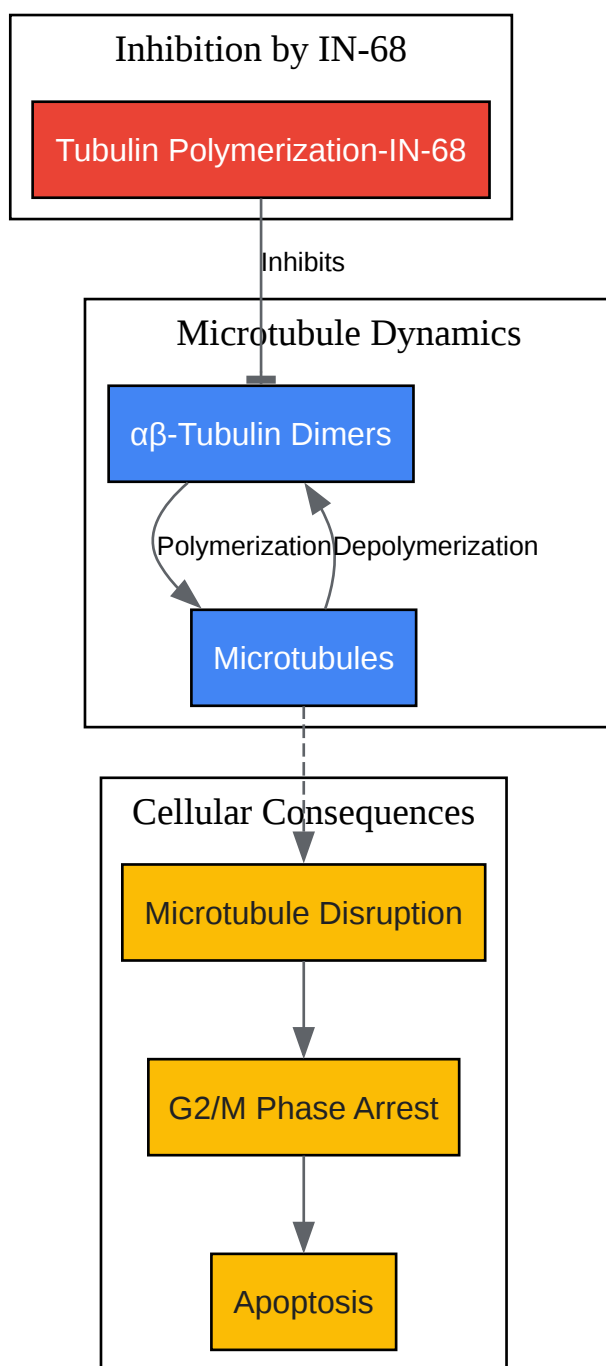 Inhibition by IN-68
Tubulin Polymerization-IN-68
Inhibits
Microtubule Dynamics
αβ-Tubulin Dimers
Polymerization
Depolymerization
Microtubules
Cellular Consequences
Microtubule Disruption
G2/M Phase Arrest
Apoptosis